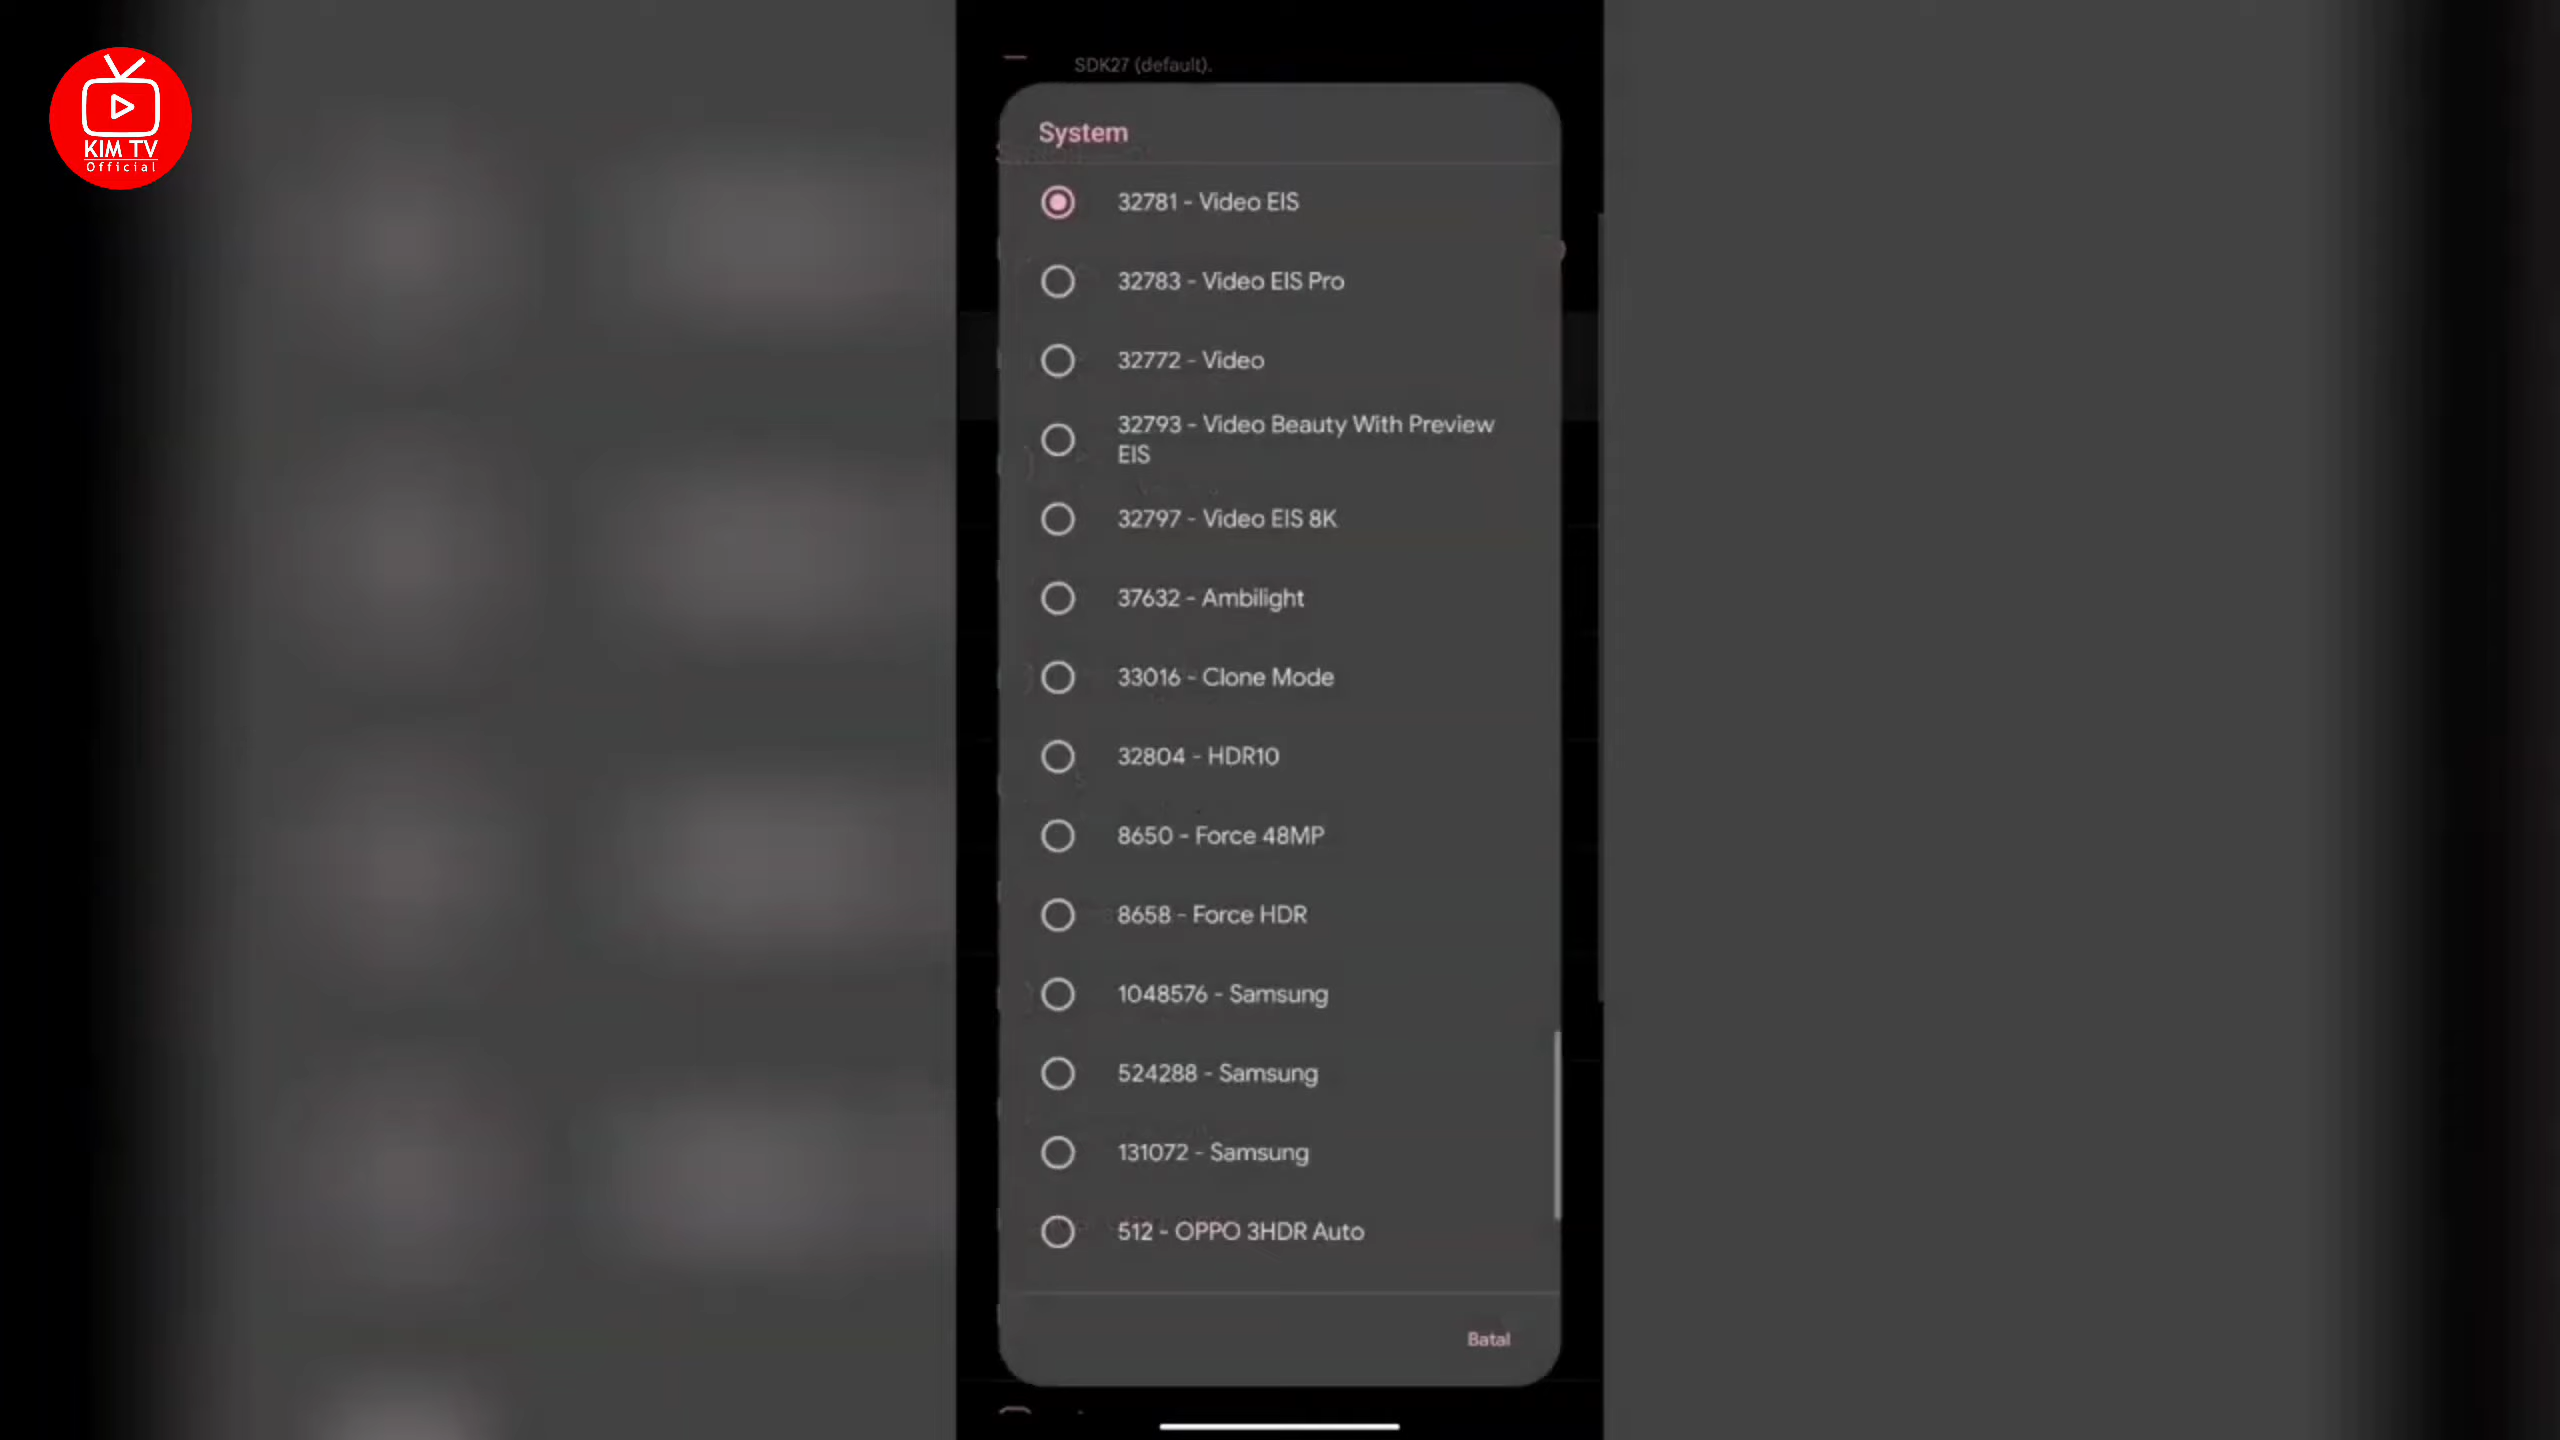 KIM TV
Official
SDK27 (default).
System
32781 - Video EIS
32783 - Video EIS Pro
32772 - Video
32793 - Video Beauty With Preview
EIS
32797 - Video EIS 8K
37632 - Ambilight
33016 - Clone Mode
32804 - HDR10
8650 - Force 48MP
8658 - Force HDR
1048576 - Samsung
524288 - Samsung
131072 - Samsung
512 - OPPO 3HDR Auto
Batal